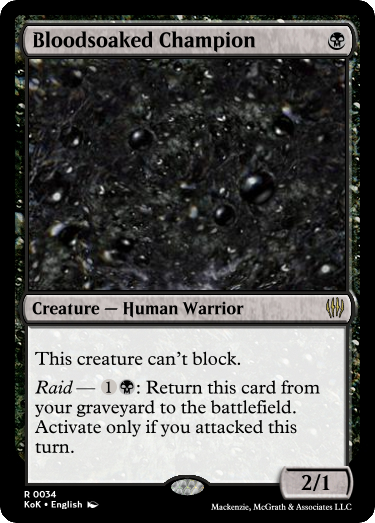 Bloodsoaked Champion
Creature — Human Warrior
This creature can't block.
Raid — 1 : Return this card from
your graveyard to the battlefield.
Activate only if you attacked this
turn.
2/1
R 0034
KoK • English
Mackenzie, McGrath & Associates LLC